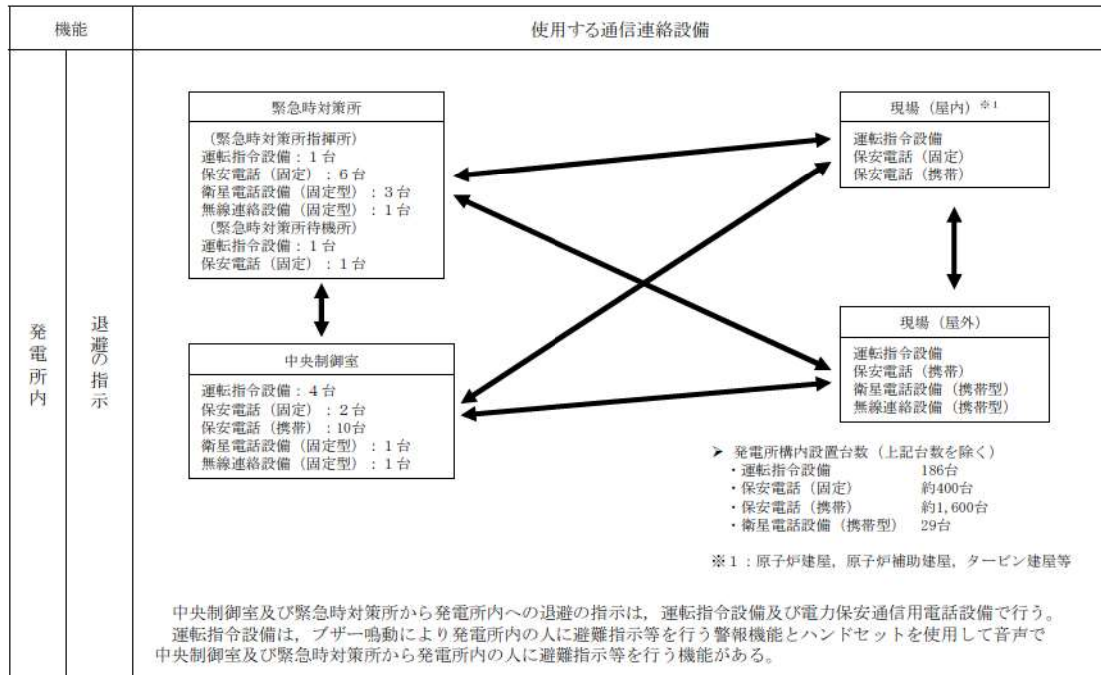 機能
使用する通信連絡設備
発電所内
退避の指示
緊急時対策所
(緊急時対策所指揮所)
運転指令設備：1台
保安電話（固定）：6台
衛星電話設備（固定型）：3台
無線連絡設備（固定型）：1台
(緊急時対策所待機所)
運転指令設備：1台
保安電話（固定）：1台
中央制御室
運転指令設備：4台
保安電話（固定）：2台
保安電話（携帯）：10台
衛星電話設備（固定型）：1台
無線連絡設備（固定型）：1台
現場（屋内）※1
運転指令設備
保安電話（固定）
保安電話（携帯）
現場（屋外）
運転指令設備
保安電話（携帯）
衛星電話設備（携帯型）
無線連絡設備（携帯型）
➢ 発電所構内設置台数（上記台数を除く）
・運転指令設備 186台
・保安電話（固定） 約400台
・保安電話（携帯） 約1,600台
・衛星電話設備（携帯型） 29台
※1：原子炉建屋，原子炉補助建屋，タービン建屋等
中央制御室及び緊急時対策所から発電所内への退避の指示は，運転指令設備及び電力保安通信用電話設備で行う。
運転指令設備は，ブザー鳴動により発電所内の人に避難指示等を行う警報機能とハンドセットを使用して音声で
中央制御室及び緊急時対策所から発電所内の人に避難指示等を行う機能がある。